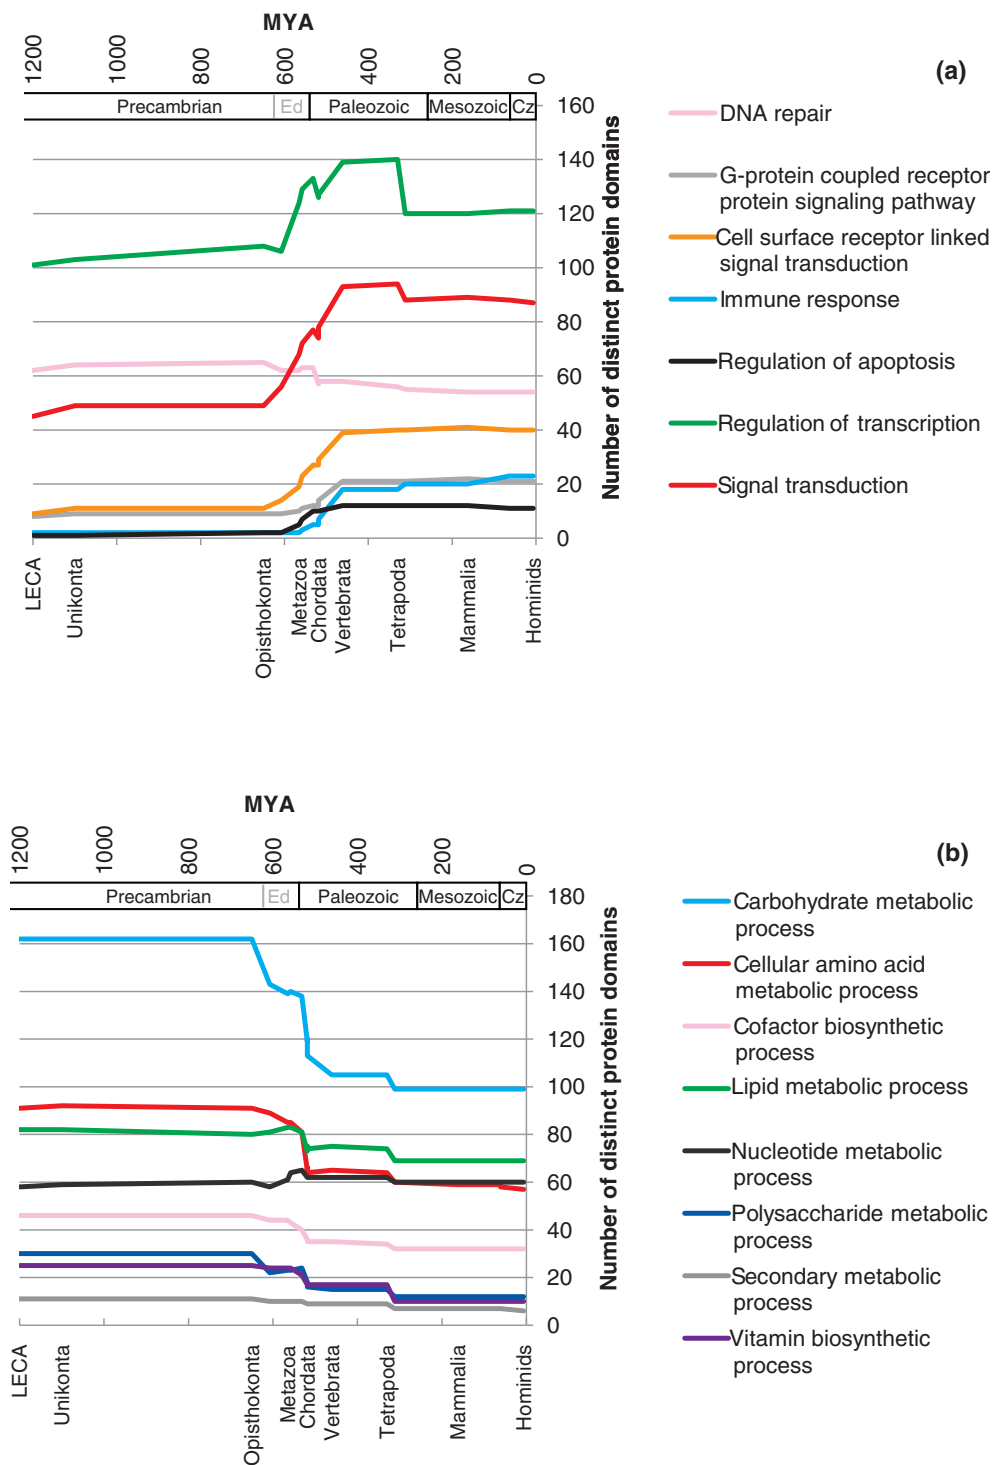 MYA
1200
1000
800
600
400
200
0
(a)
Precambrian
Ed
Paleozoic
Mesozoic
Cz
160
140
120
100
80
60
40
20
0
Number of distinct protein domains
LECA
Unikonta
Opisthokonta
Metazoa
Chordata
Vertebrata
Tetrapoda
Mammalia
Hominids
DNA repair
G-protein coupled receptor
protein signaling pathway
Cell surface receptor linked
signal transduction
Immune response
Regulation of apoptosis
Regulation of transcription
Signal transduction
MYA
1200
1000
800
600
400
200
0
(b)
Precambrian
Ed
Paleozoic
Mesozoic
Cz
180
160
140
120
100
80
60
40
20
0
Number of distinct protein domains
LECA
Unikonta
Opisthokonta
Metazoa
Chordata
Vertebrata
Tetrapoda
Mammalia
Hominids
Carbohydrate metabolic
process
Cellular amino acid
metabolic process
Cofactor biosynthetic
process
Lipid metabolic process
Nucleotide metabolic
process
Polysaccharide metabolic
process
Secondary metabolic
process
Vitamin biosynthetic
process